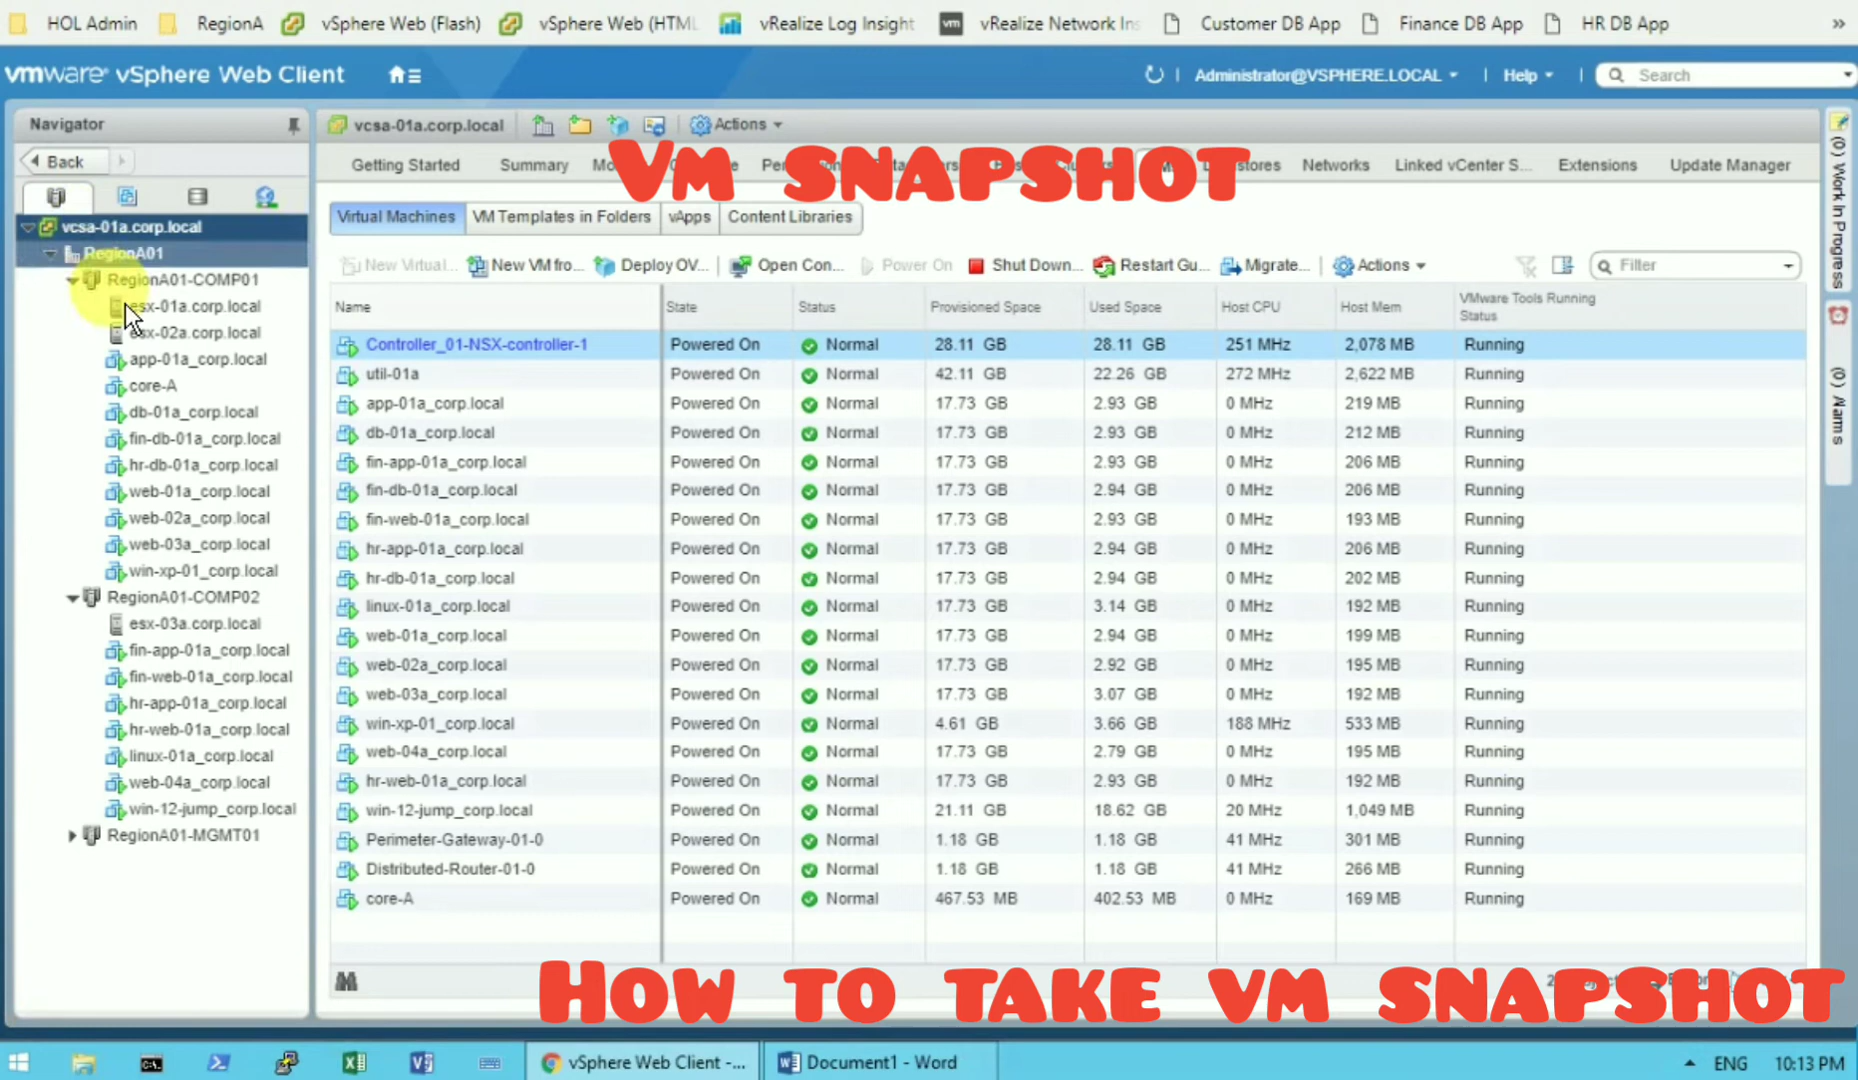 HOL Admin RegionA vSphere Web (Flash) vSphere Web (HTML vRealize Log Insight vRealize Network Ins Customer DB App Finance DB App HR DB App »
vmware® vSphere Web Client Administrator@VSPHERE.LOCAL Help Search
Navigator vcsa-01a.corp.local Actions
Back Getting Started Summary Networks Linked vCenter S... Extensions Update Manager
VM SNAPSHOT
Virtual Machines VM Templates in Folders vApps Content Libraries
New Virtual... New VM fro... Deploy OV... Open Con... Power On Shut Down... Restart Gu... Migrate... Actions Filter
vcsa-01a.corp.local
RegionA01
RegionA01-COMP01
esx-01a.corp.local
esx-02a.corp.local
app-01a_corp.local
core-A
db-01a_corp.local
fin-db-01a_corp.local
hr-db-01a_corp.local
web-01a_corp.local
web-02a_corp.local
web-03a_corp.local
win-xp-01_corp.local
RegionA01-COMP02
esx-03a.corp.local
fin-app-01a_corp.local
fin-web-01a_corp.local
hr-app-01a_corp.local
hr-web-01a_corp.local
linux-01a_corp.local
web-04a_corp.local
win-12-jump_corp.local
RegionA01-MGMT01
Name State Status Provisioned Space Used Space Host CPU Host Mem VMware Tools Running Status
Controller_01-NSX-controller-1 Powered On Normal 28.11 GB 28.11 GB 251 MHz 2,078 MB Running
util-01a Powered On Normal 42.11 GB 22.26 GB 272 MHz 2,622 MB Running
app-01a_corp.local Powered On Normal 17.73 GB 2.93 GB 0 MHz 219 MB Running
db-01a_corp.local Powered On Normal 17.73 GB 2.93 GB 0 MHz 212 MB Running
fin-app-01a_corp.local Powered On Normal 17.73 GB 2.93 GB 0 MHz 206 MB Running
fin-db-01a_corp.local Powered On Normal 17.73 GB 2.94 GB 0 MHz 206 MB Running
fin-web-01a_corp.local Powered On Normal 17.73 GB 2.93 GB 0 MHz 193 MB Running
hr-app-01a_corp.local Powered On Normal 17.73 GB 2.94 GB 0 MHz 206 MB Running
hr-db-01a_corp.local Powered On Normal 17.73 GB 2.94 GB 0 MHz 202 MB Running
linux-01a_corp.local Powered On Normal 17.73 GB 3.14 GB 0 MHz 192 MB Running
web-01a_corp.local Powered On Normal 17.73 GB 2.94 GB 0 MHz 199 MB Running
web-02a_corp.local Powered On Normal 17.73 GB 2.92 GB 0 MHz 195 MB Running
web-03a_corp.local Powered On Normal 17.73 GB 3.07 GB 0 MHz 192 MB Running
win-xp-01_corp.local Powered On Normal 4.61 GB 3.66 GB 188 MHz 533 MB Running
web-04a_corp.local Powered On Normal 17.73 GB 2.79 GB 0 MHz 195 MB Running
hr-web-01a_corp.local Powered On Normal 17.73 GB 2.93 GB 0 MHz 192 MB Running
win-12-jump_corp.local Powered On Normal 21.11 GB 18.62 GB 20 MHz 1,049 MB Running
Perimeter-Gateway-01-0 Powered On Normal 1.18 GB 1.18 GB 41 MHz 301 MB Running
Distributed-Router-01-0 Powered On Normal 1.18 GB 1.18 GB 41 MHz 266 MB Running
core-A Powered On Normal 467.53 MB 402.53 MB 0 MHz 169 MB Running
(0) Work In Progress
(0) Alarms
HOW TO TAKE VM SNAPSHOT
vSphere Web Client -... Document1 - Word ENG 10:13 PM